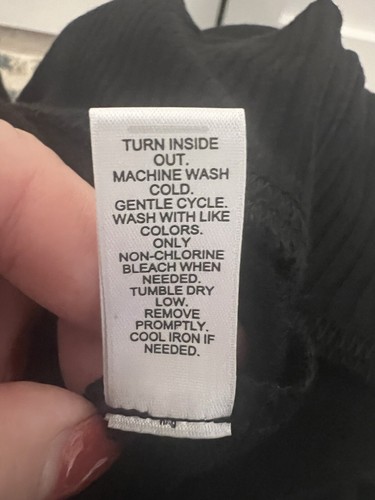 TURN INSIDE
OUT.
MACHINE WASH
COLD.
GENTLE CYCLE.
WASH WITH LIKE
COLORS.
ONLY
NON-CHLORINE
BLEACH WHEN
NEEDED.
TUMBLE DRY
LOW.
REMOVE
PROMPTLY.
COOL IRON IF
NEEDED.